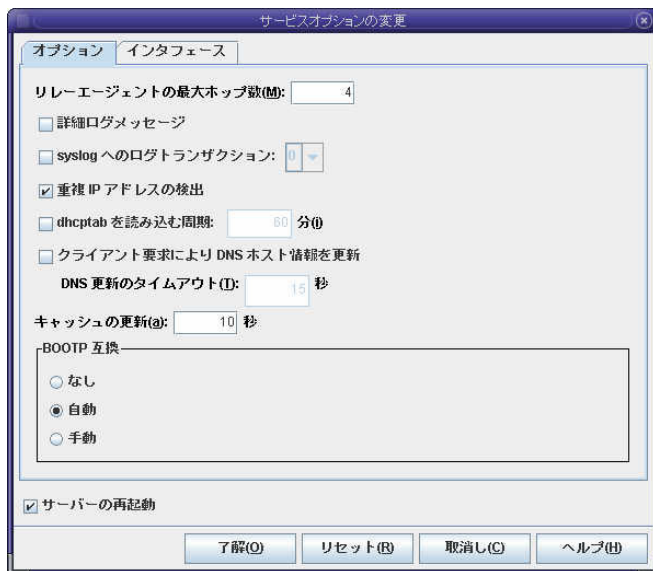 サービスオプションの変更
オプション インタフェース
リレーエージェントの最大ホップ数(M): 4
詳細ログメッセージ
syslog へのログトランザクション: 0
重複 IP アドレスの検出
dhcptab を読み込む周期: 60 分(i)
クライアント要求により DNS ホスト情報を更新
DNS 更新のタイムアウト(T): 15 秒
キャッシュの更新(a): 10 秒
BOOTP 互換
なし
自動
手動
サーバーの再起動
了解(O) リセット(R) 取消し(C) ヘルプ(H)